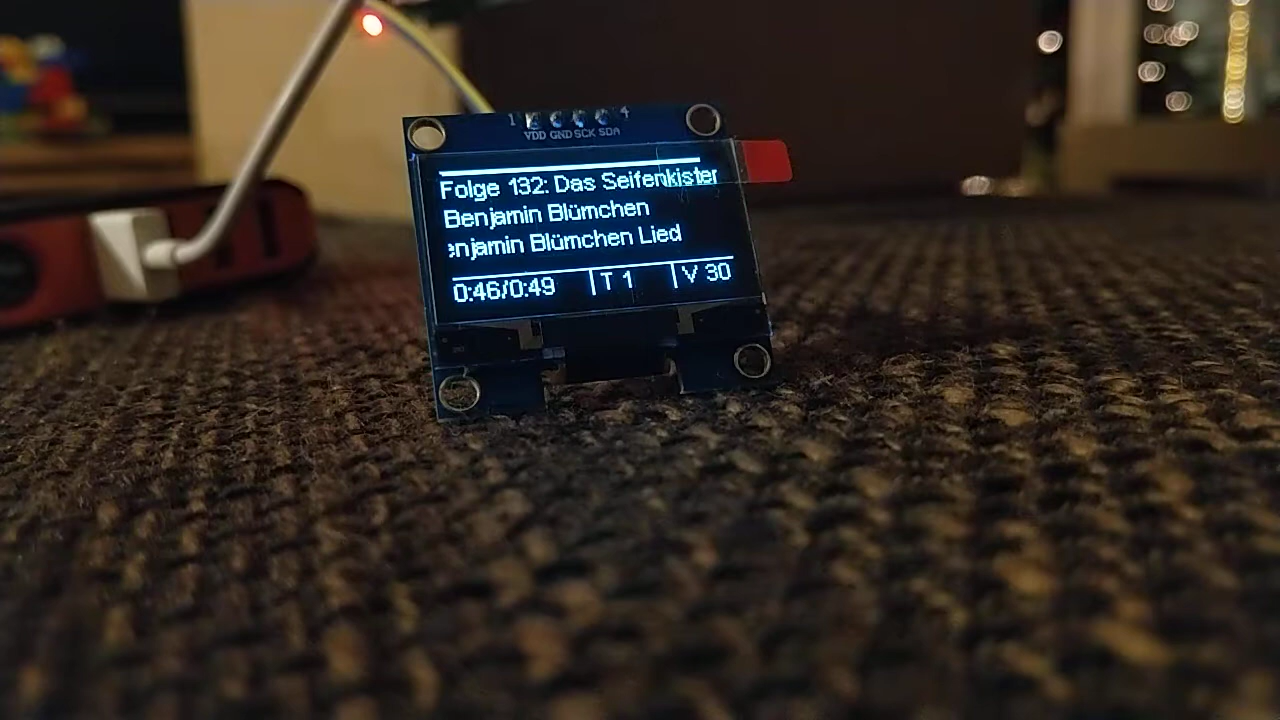 1 4
VDD GND SCK SDA
Folge 132: Das Seifenkister
Benjamin Blümchen
enjamin Blümchen Lied
0:46/0:49 T 1 V 30